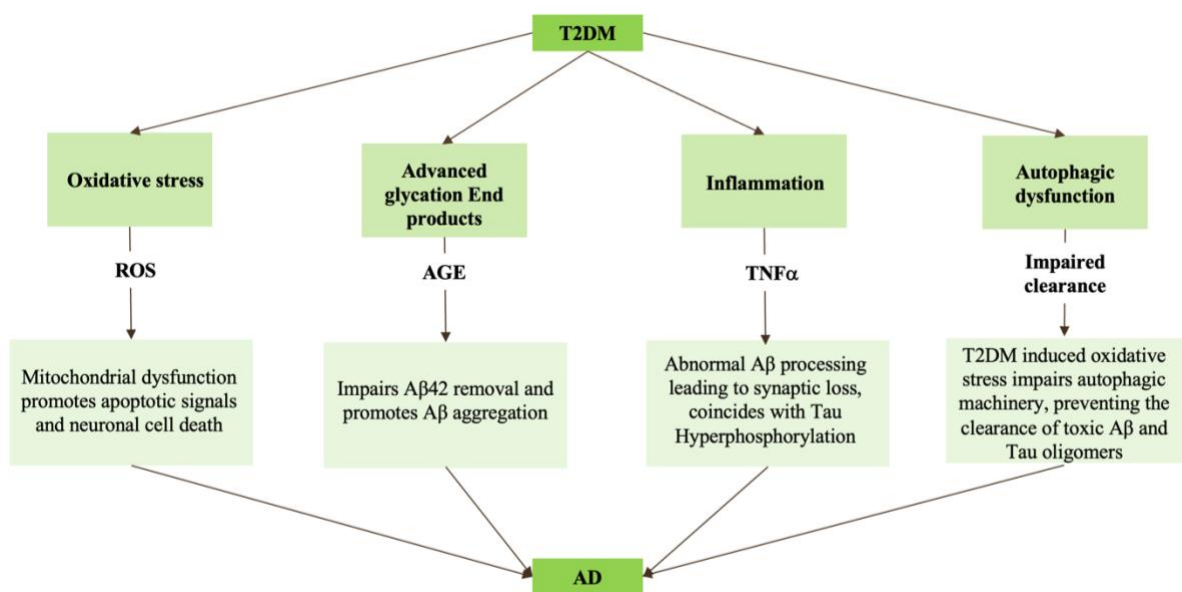 T2DM
Oxidative stress
Advanced
glycation End
products
Inflammation
Autophagic
dysfunction
ROS
AGE
TNFα
Impaired
clearance
Mitochondrial dysfunction
promotes apoptotic signals
and neuronal cell death
Impairs Aβ42 removal and
promotes Aβ aggregation
Abnormal Aβ processing
leading to synaptic loss,
coincides with Tau
Hyperphosphorylation
T2DM induced oxidative
stress impairs autophagic
machinery, preventing the
clearance of toxic Aβ and
Tau oligomers
AD